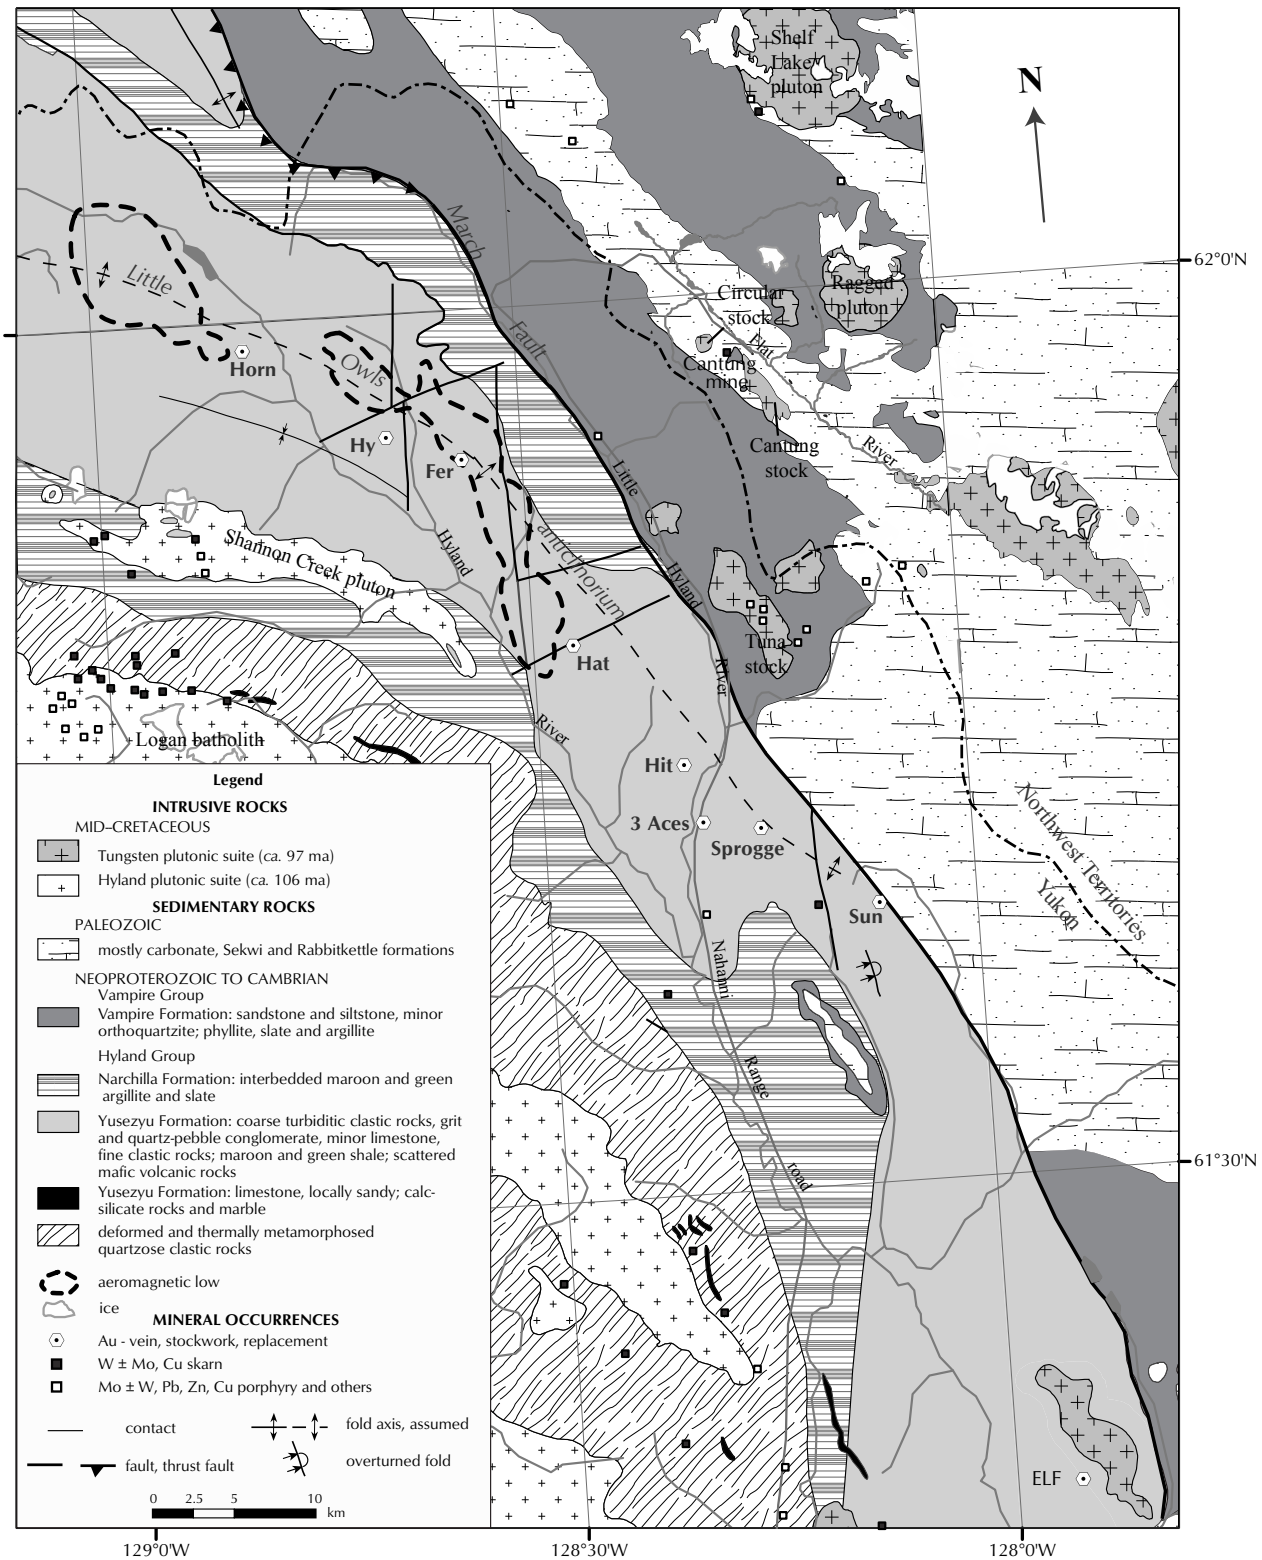 Shelf
Lake
pluton
N
March
62°0'N
Little
Ragged
pluton
Circular
stock
Fault
Flat
Horn
Owls
Cantung
mine
Hy
Fer
Cantung
stock
River
Little
Shannon Creek pluton
Hyland
anticlinorium
Hyland
Hat
Tuna
stock
River
River
Logan batholith
Hit
3 Aces
Sprogge
Northwest Territories
Yukon
Sun
Nahanni
Range
road
61°30'N
ELF
Legend
INTRUSIVE ROCKS
MID–CRETACEOUS
Tungsten plutonic suite (ca. 97 ma)
Hyland plutonic suite (ca. 106 ma)
SEDIMENTARY ROCKS
PALEOZOIC
mostly carbonate, Sekwi and Rabbitkettle formations
NEOPROTEROZOIC TO CAMBRIAN
Vampire Group
Vampire Formation: sandstone and siltstone, minor
orthoquartzite; phyllite, slate and argillite
Hyland Group
Narchilla Formation: interbedded maroon and green
argillite and slate
Yusezyu Formation: coarse turbiditic clastic rocks, grit
and quartz-pebble conglomerate, minor limestone,
fine clastic rocks; maroon and green shale; scattered
mafic volcanic rocks
Yusezyu Formation: limestone, locally sandy; calc-
silicate rocks and marble
deformed and thermally metamorphosed
quartzose clastic rocks
aeromagnetic low
ice
MINERAL OCCURRENCES
Au - vein, stockwork, replacement
W ± Mo, Cu skarn
Mo ± W, Pb, Zn, Cu porphyry and others
contact
fold axis, assumed
fault, thrust fault
overturned fold
0 2.5 5 10
km
129°0'W
128°30'W
128°0'W